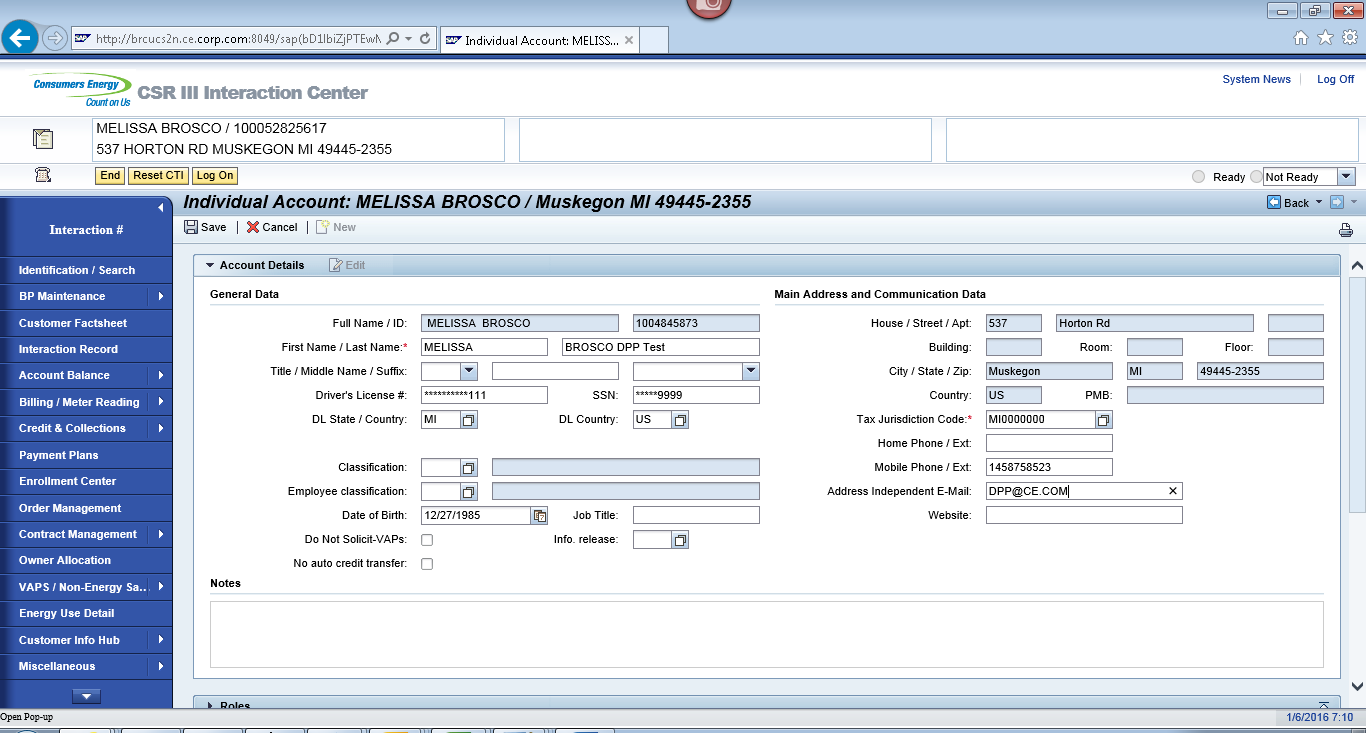 http://brcucs2n.ce.corp.com:8049/sap(bD1lbiZjPTEwN
Individual Account: MELISS...
System News | Log Off
Consumers Energy
Count on Us
CSR III Interaction Center
MELISSA BROSCO / 100052825617
537 HORTON RD MUSKEGON MI 49445-2355
End Reset CTI Log On Ready Not Ready
Individual Account: MELISSA BROSCO / Muskegon MI 49445-2355 Back
Save | Cancel | New
Interaction #
Identification / Search
BP Maintenance
Customer Factsheet
Interaction Record
Account Balance
Billing / Meter Reading
Credit & Collections
Payment Plans
Enrollment Center
Order Management
Contract Management
Owner Allocation
VAPS / Non-Energy Sa...
Energy Use Detail
Customer Info Hub
Miscellaneous
Account Details Edit
General Data
Full Name / ID: MELISSA BROSCO 1004845873
First Name / Last Name:* MELISSA BROSCO DPP Test
Title / Middle Name / Suffix:
Driver's License #: **********111 SSN: *****9999
DL State / Country: MI DL Country: US
Classification:
Employee classification:
Date of Birth: 12/27/1985 Job Title:
Do Not Solicit-VAPs: Info. release:
No auto credit transfer:
Main Address and Communication Data
House / Street / Apt: 537 Horton Rd
Building: Room: Floor:
City / State / Zip: Muskegon MI 49445-2355
Country: US PMB:
Tax Jurisdiction Code:* MI0000000
Home Phone / Ext:
Mobile Phone / Ext: 1458758523
Address Independent E-Mail: DPP@CE.COM
Website:
Notes
Roles
Open Pop-up 1/6/2016 7:10